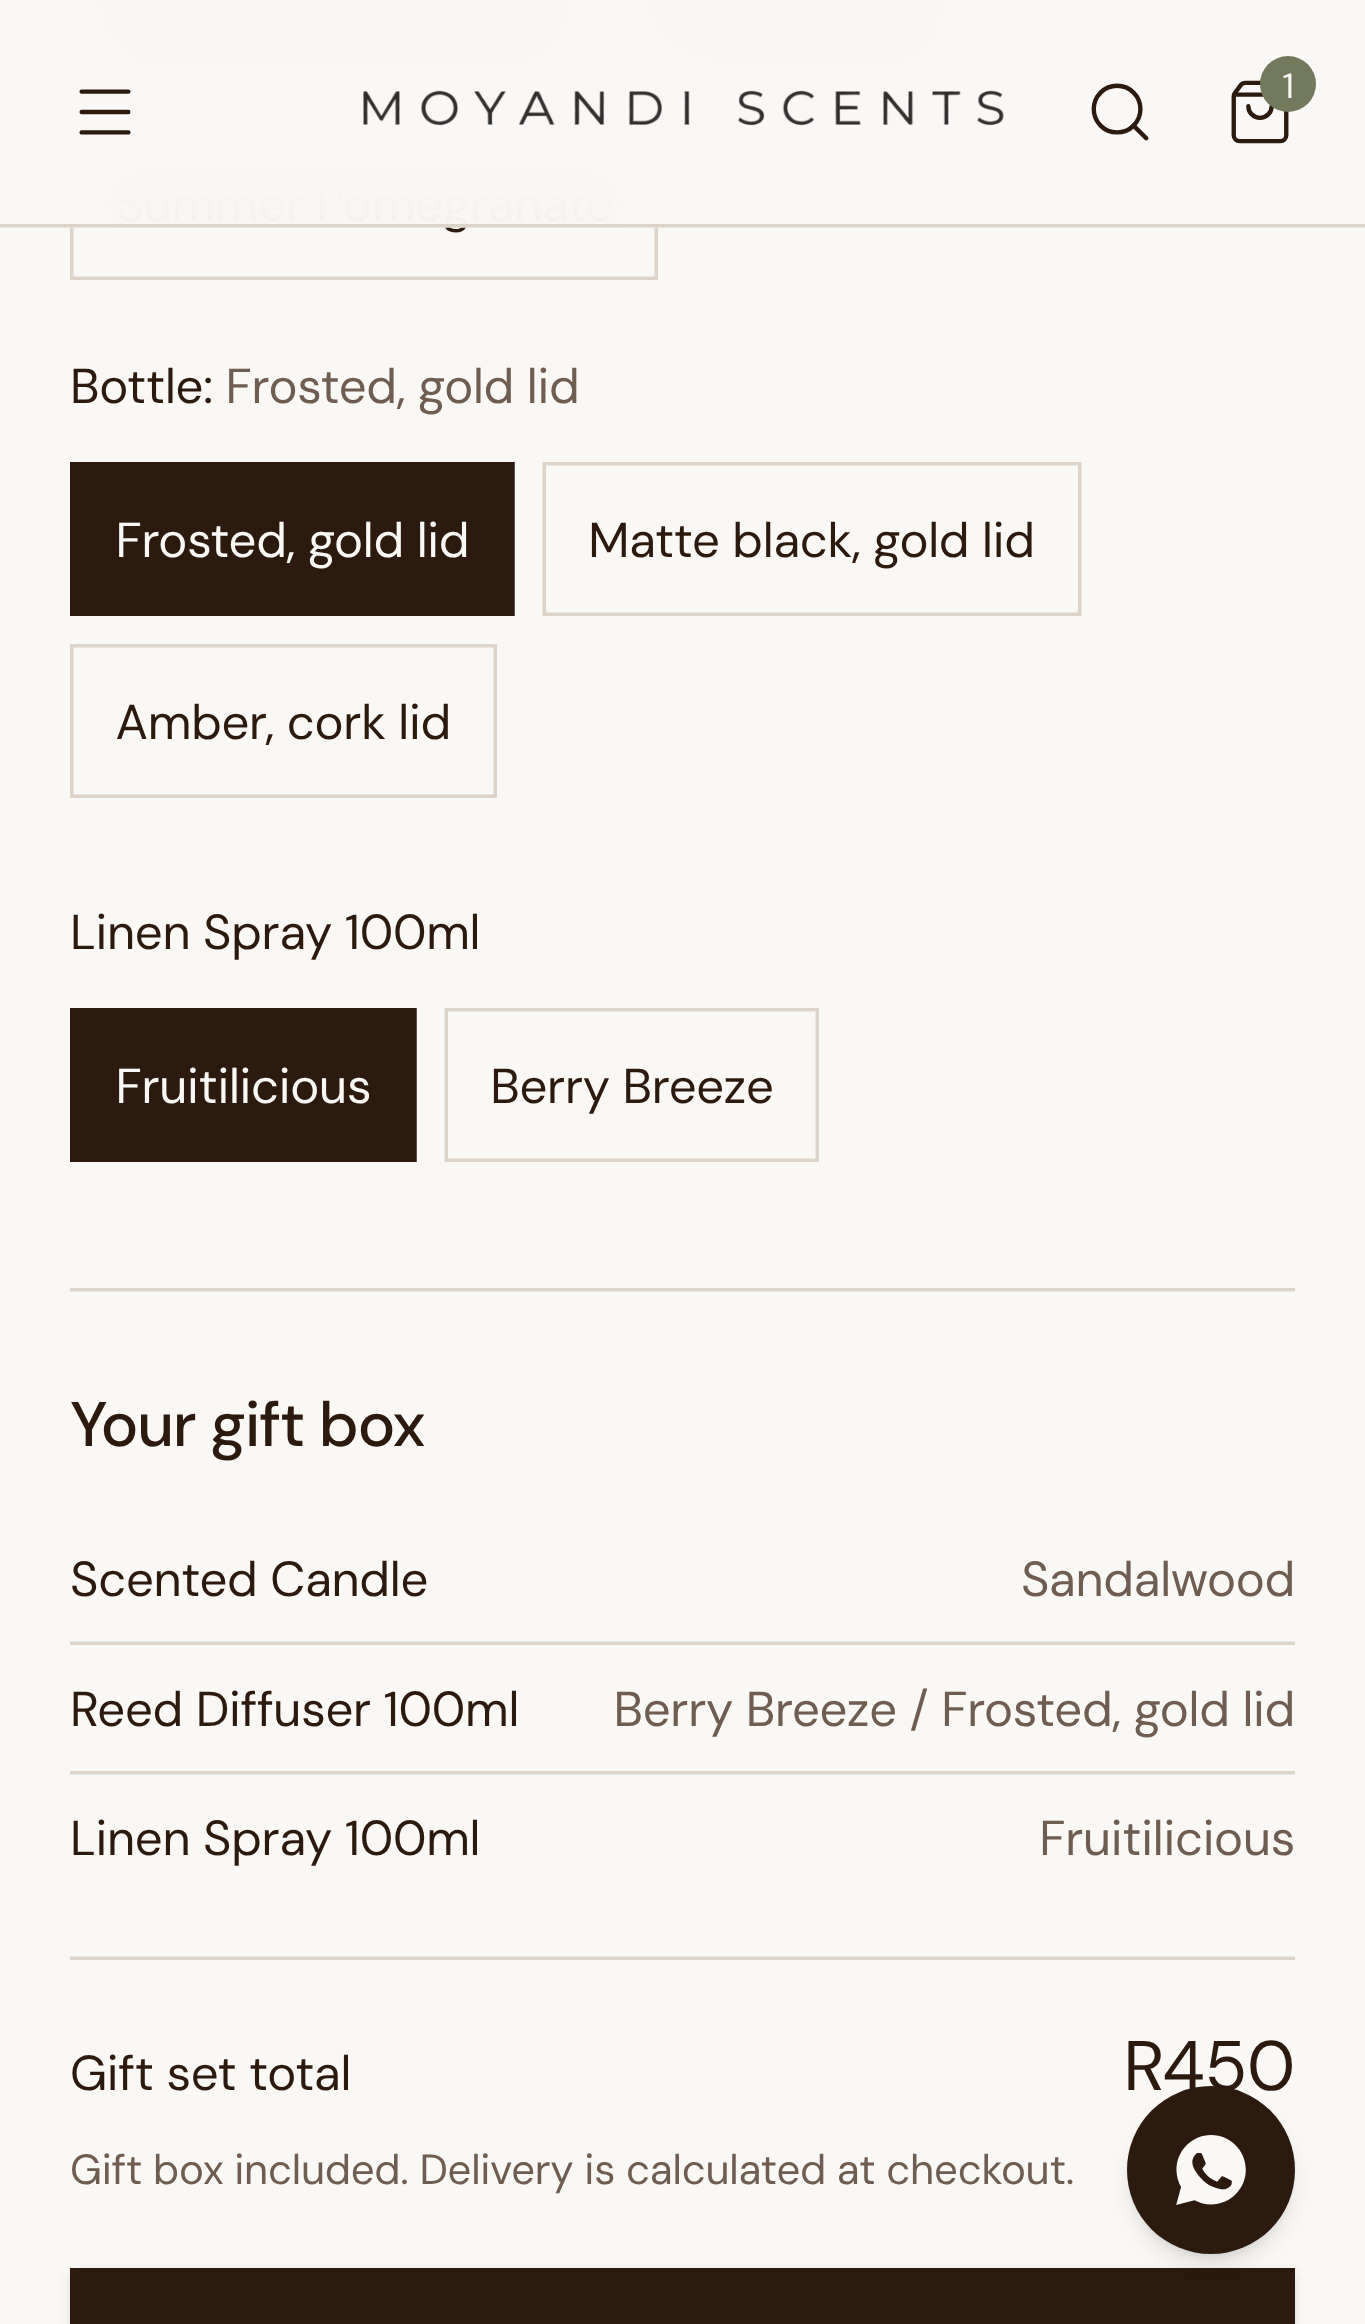 MOYANDI SCENTS
1
Summer Pomegranate
Bottle: Frosted, gold lid
Frosted, gold lid
Matte black, gold lid
Amber, cork lid
Linen Spray 100ml
Fruitilicious
Berry Breeze
Your gift box
Scented Candle
Sandalwood
Reed Diffuser 100ml
Berry Breeze / Frosted, gold lid
Linen Spray 100ml
Fruitilicious
Gift set total
R450
Gift box included. Delivery is calculated at checkout.